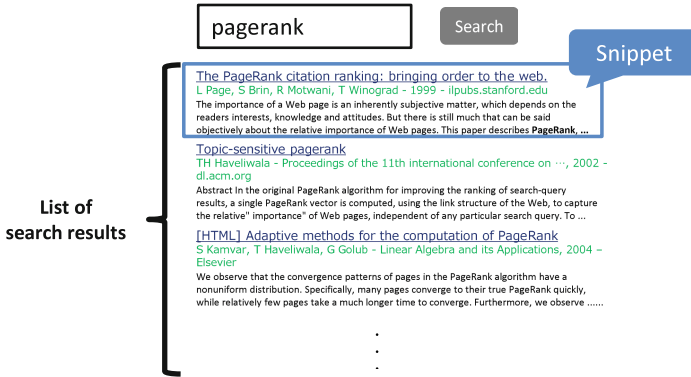 pagerank
Search
Snippet
The PageRank citation ranking: bringing order to the web.
L Page, S Brin, R Motwani, T Winograd - 1999 - ilpubs.stanford.edu
The importance of a Web page is an inherently subjective matter, which depends on the
readers interests, knowledge and attitudes. But there is still much that can be said
objectively about the relative importance of Web pages. This paper describes PageRank, ...
Topic-sensitive pagerank
TH Haveliwala - Proceedings of the 11th international conference on ···, 2002 -
dl.acm.org
Abstract In the original PageRank algorithm for improving the ranking of search-query
results, a single PageRank vector is computed, using the link structure of the Web, to capture
the relative" importance" of Web pages, independent of any particular search query. To ...
List of
search results
[HTML] Adaptive methods for the computation of PageRank
S Kamvar, T Haveliwala, G Golub - Linear Algebra and its Applications, 2004 –
Elsevier
We observe that the convergence patterns of pages in the PageRank algorithm have a
nonuniform distribution. Specifically, many pages converge to their true PageRank quickly,
while relatively few pages take a much longer time to converge. Furthermore, we observe ......